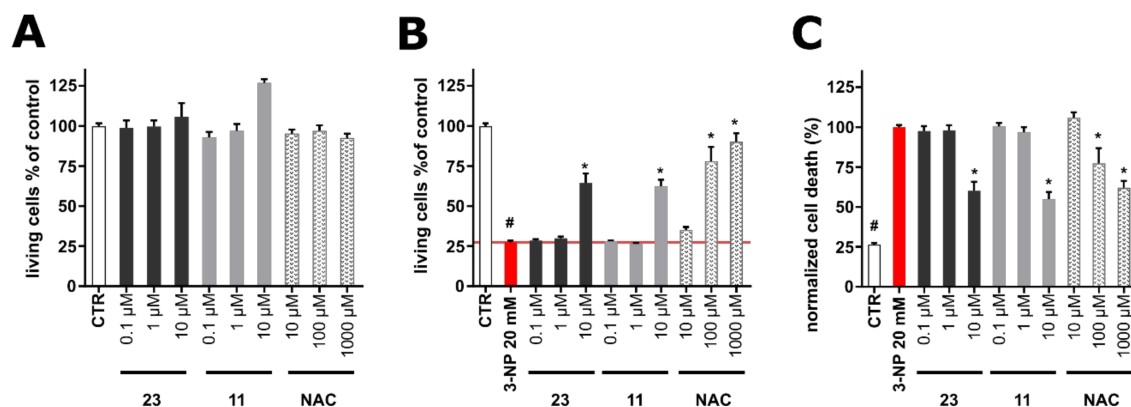 A
living cells % of control
125
100
75
50
25
0
CTR
0.1 µM
1 µM
10 µM
0.1 µM
1 µM
10 µM
10 µM
100 µM
1000 µM
23
11
NAC
B
living cells %of control
125
100
75
50
25
0
#
*
*
*
*
CTR
3-NP 20 mM
0.1 µM
1 µM
10 µM
0.1 µM
1 µM
10 µM
10 µM
100 µM
1000 µM
23
11
NAC
C
normalized cell death (%)
125
100
75
50
25
0
#
*
*
*
*
CTR
3-NP 20 mM
0.1 µM
1 µM
10 µM
0.1 µM
1 µM
10 µM
10 µM
100 µM
1000 µM
23
11
NAC